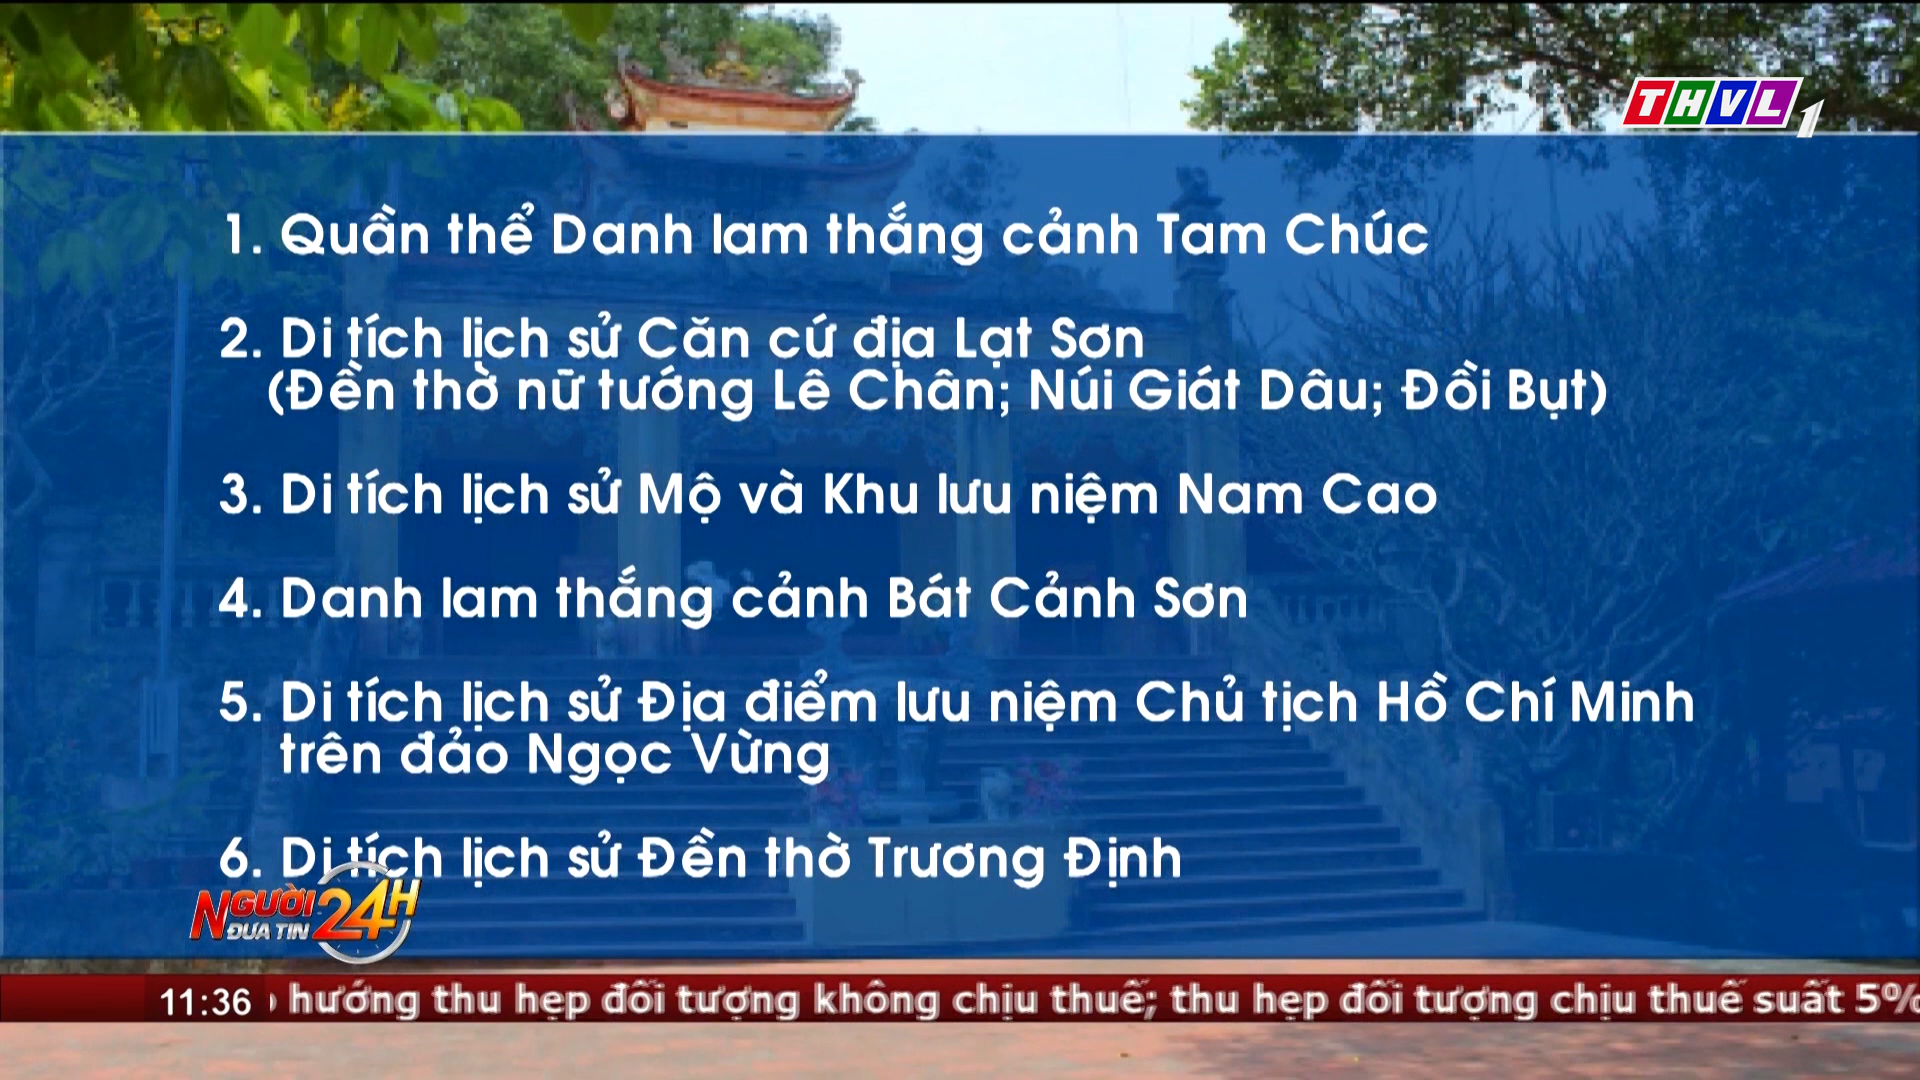 THVL1
1. Quần thể Danh lam thắng cảnh Tam Chúc
2. Di tích lịch sử Căn cứ địa Lạt Sơn
(Đền thờ nữ tướng Lê Chân; Núi Giát Dâu; Đồi Bụt)
3. Di tích lịch sử Mộ và Khu lưu niệm Nam Cao
4. Danh lam thắng cảnh Bát Cảnh Sơn
5. Di tích lịch sử Địa điểm lưu niệm Chủ tịch Hồ Chí Minh
trên đảo Ngọc Vừng
6. Di tích lịch sử Đền thờ Trương Định
NGƯỜI
ĐƯA TIN 24H
11:36 hướng thu hẹp đối tượng không chịu thuế; thu hẹp đối tượng chịu thuế suất 5%